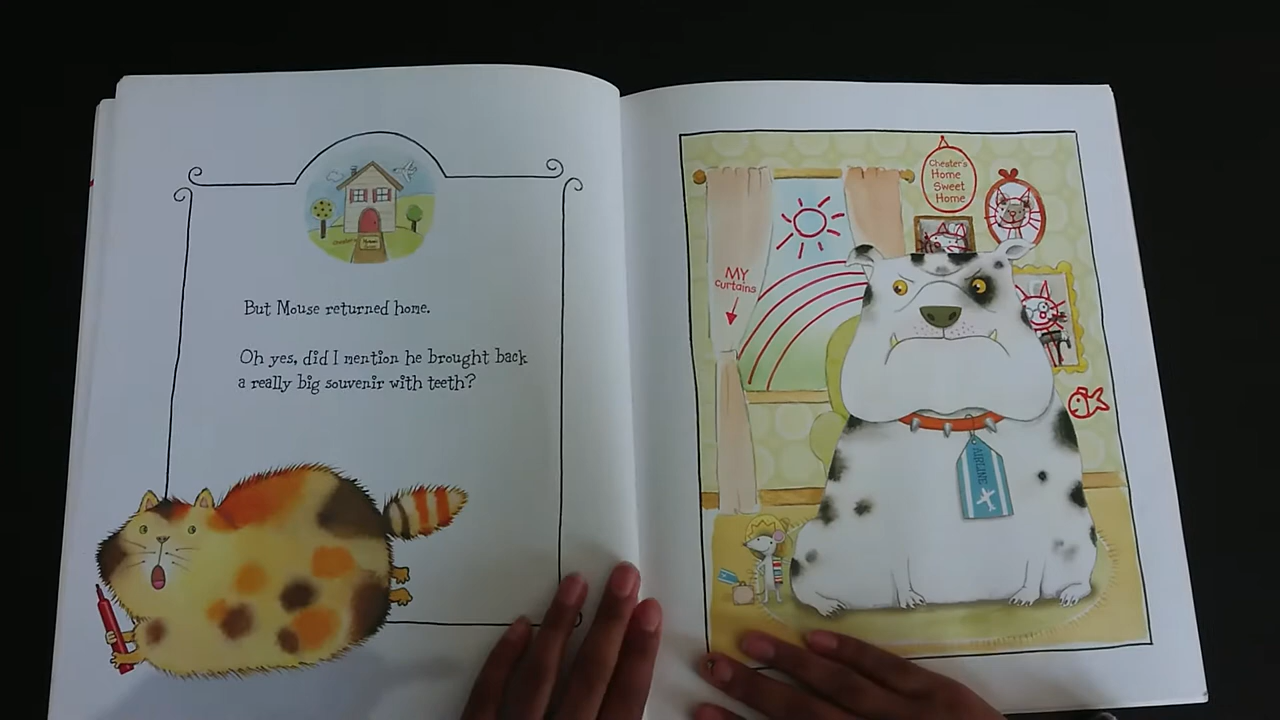 But Mouse returned home.
Oh yes, did I mention he brought back
a really big souvenir with teeth?
Chester's
Home
Sweet
Home
MY
curtains
AIRLINE